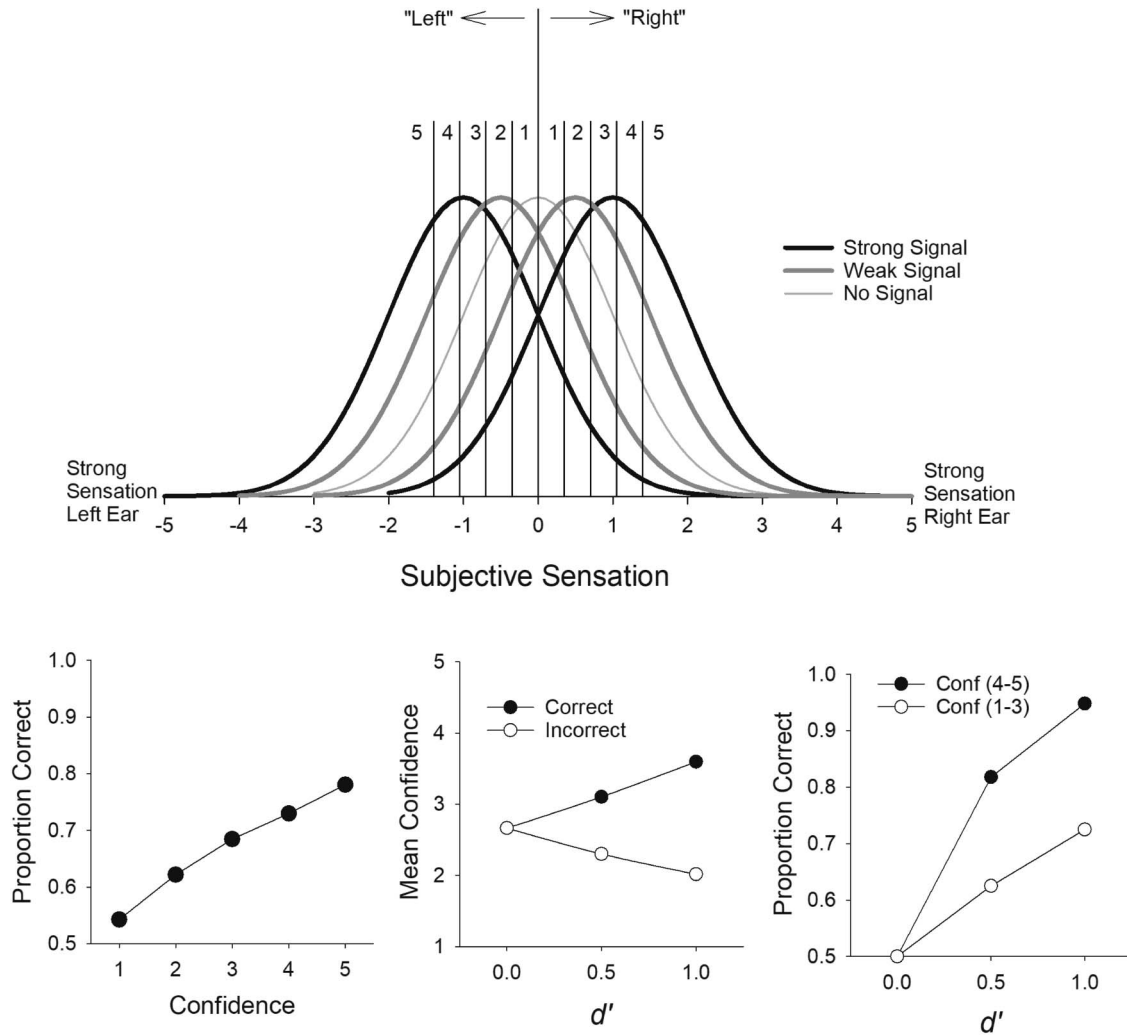 "Left" "Right"
5 4 3 2 1 1 2 3 4 5
Strong Signal
Weak Signal
No Signal
Strong
Sensation
Left Ear
Strong
Sensation
Right Ear
-5 -4 -3 -2 -1 0 1 2 3 4 5
Subjective Sensation
Proportion Correct
1.0
0.9
0.8
0.7
0.6
0.5
1 2 3 4 5
Confidence
Mean Confidence
5
4
3
2
1
Correct
Incorrect
0.0 0.5 1.0
d'
Proportion Correct
1.0
0.9
0.8
0.7
0.6
0.5
Conf (4-5)
Conf (1-3)
0.0 0.5 1.0
d'